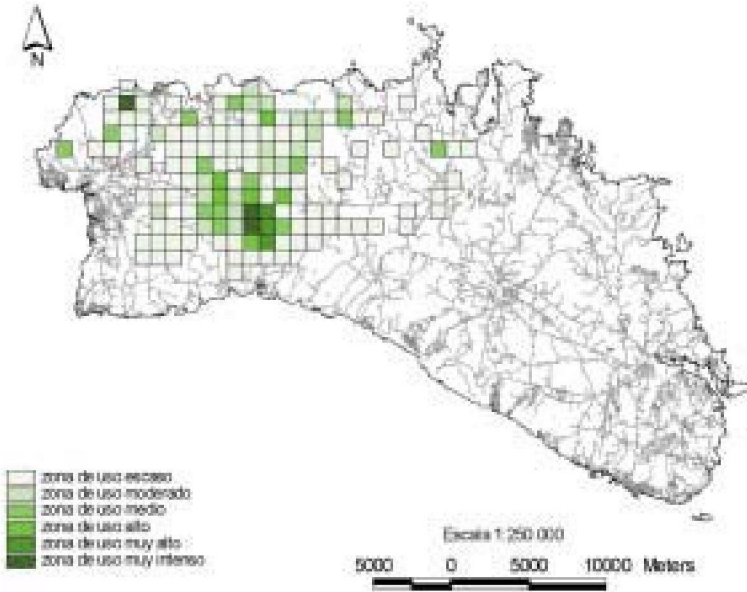 N
zona de uso escaso
zona de uso moderado
zona de uso medio
zona de uso alto
zona de uso muy alto
zona de uso muy intenso
Escala 1:250 000
5000 0 5000 10000 Meters